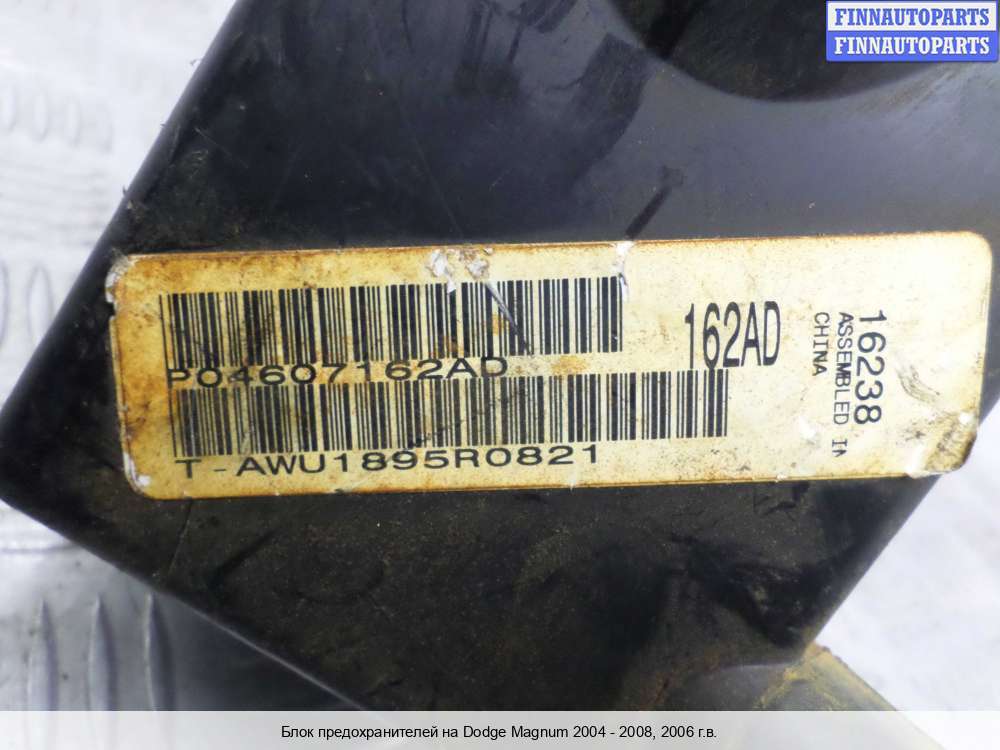 FINNAUTOPARTS
FINNAUTOPARTS
P04607162AD
162AD
16238
ASSEMBLED IN
CHINA
T-AWU1895R0821
Блок предохранителей на Dodge Magnum 2004 - 2008, 2006 г.в.